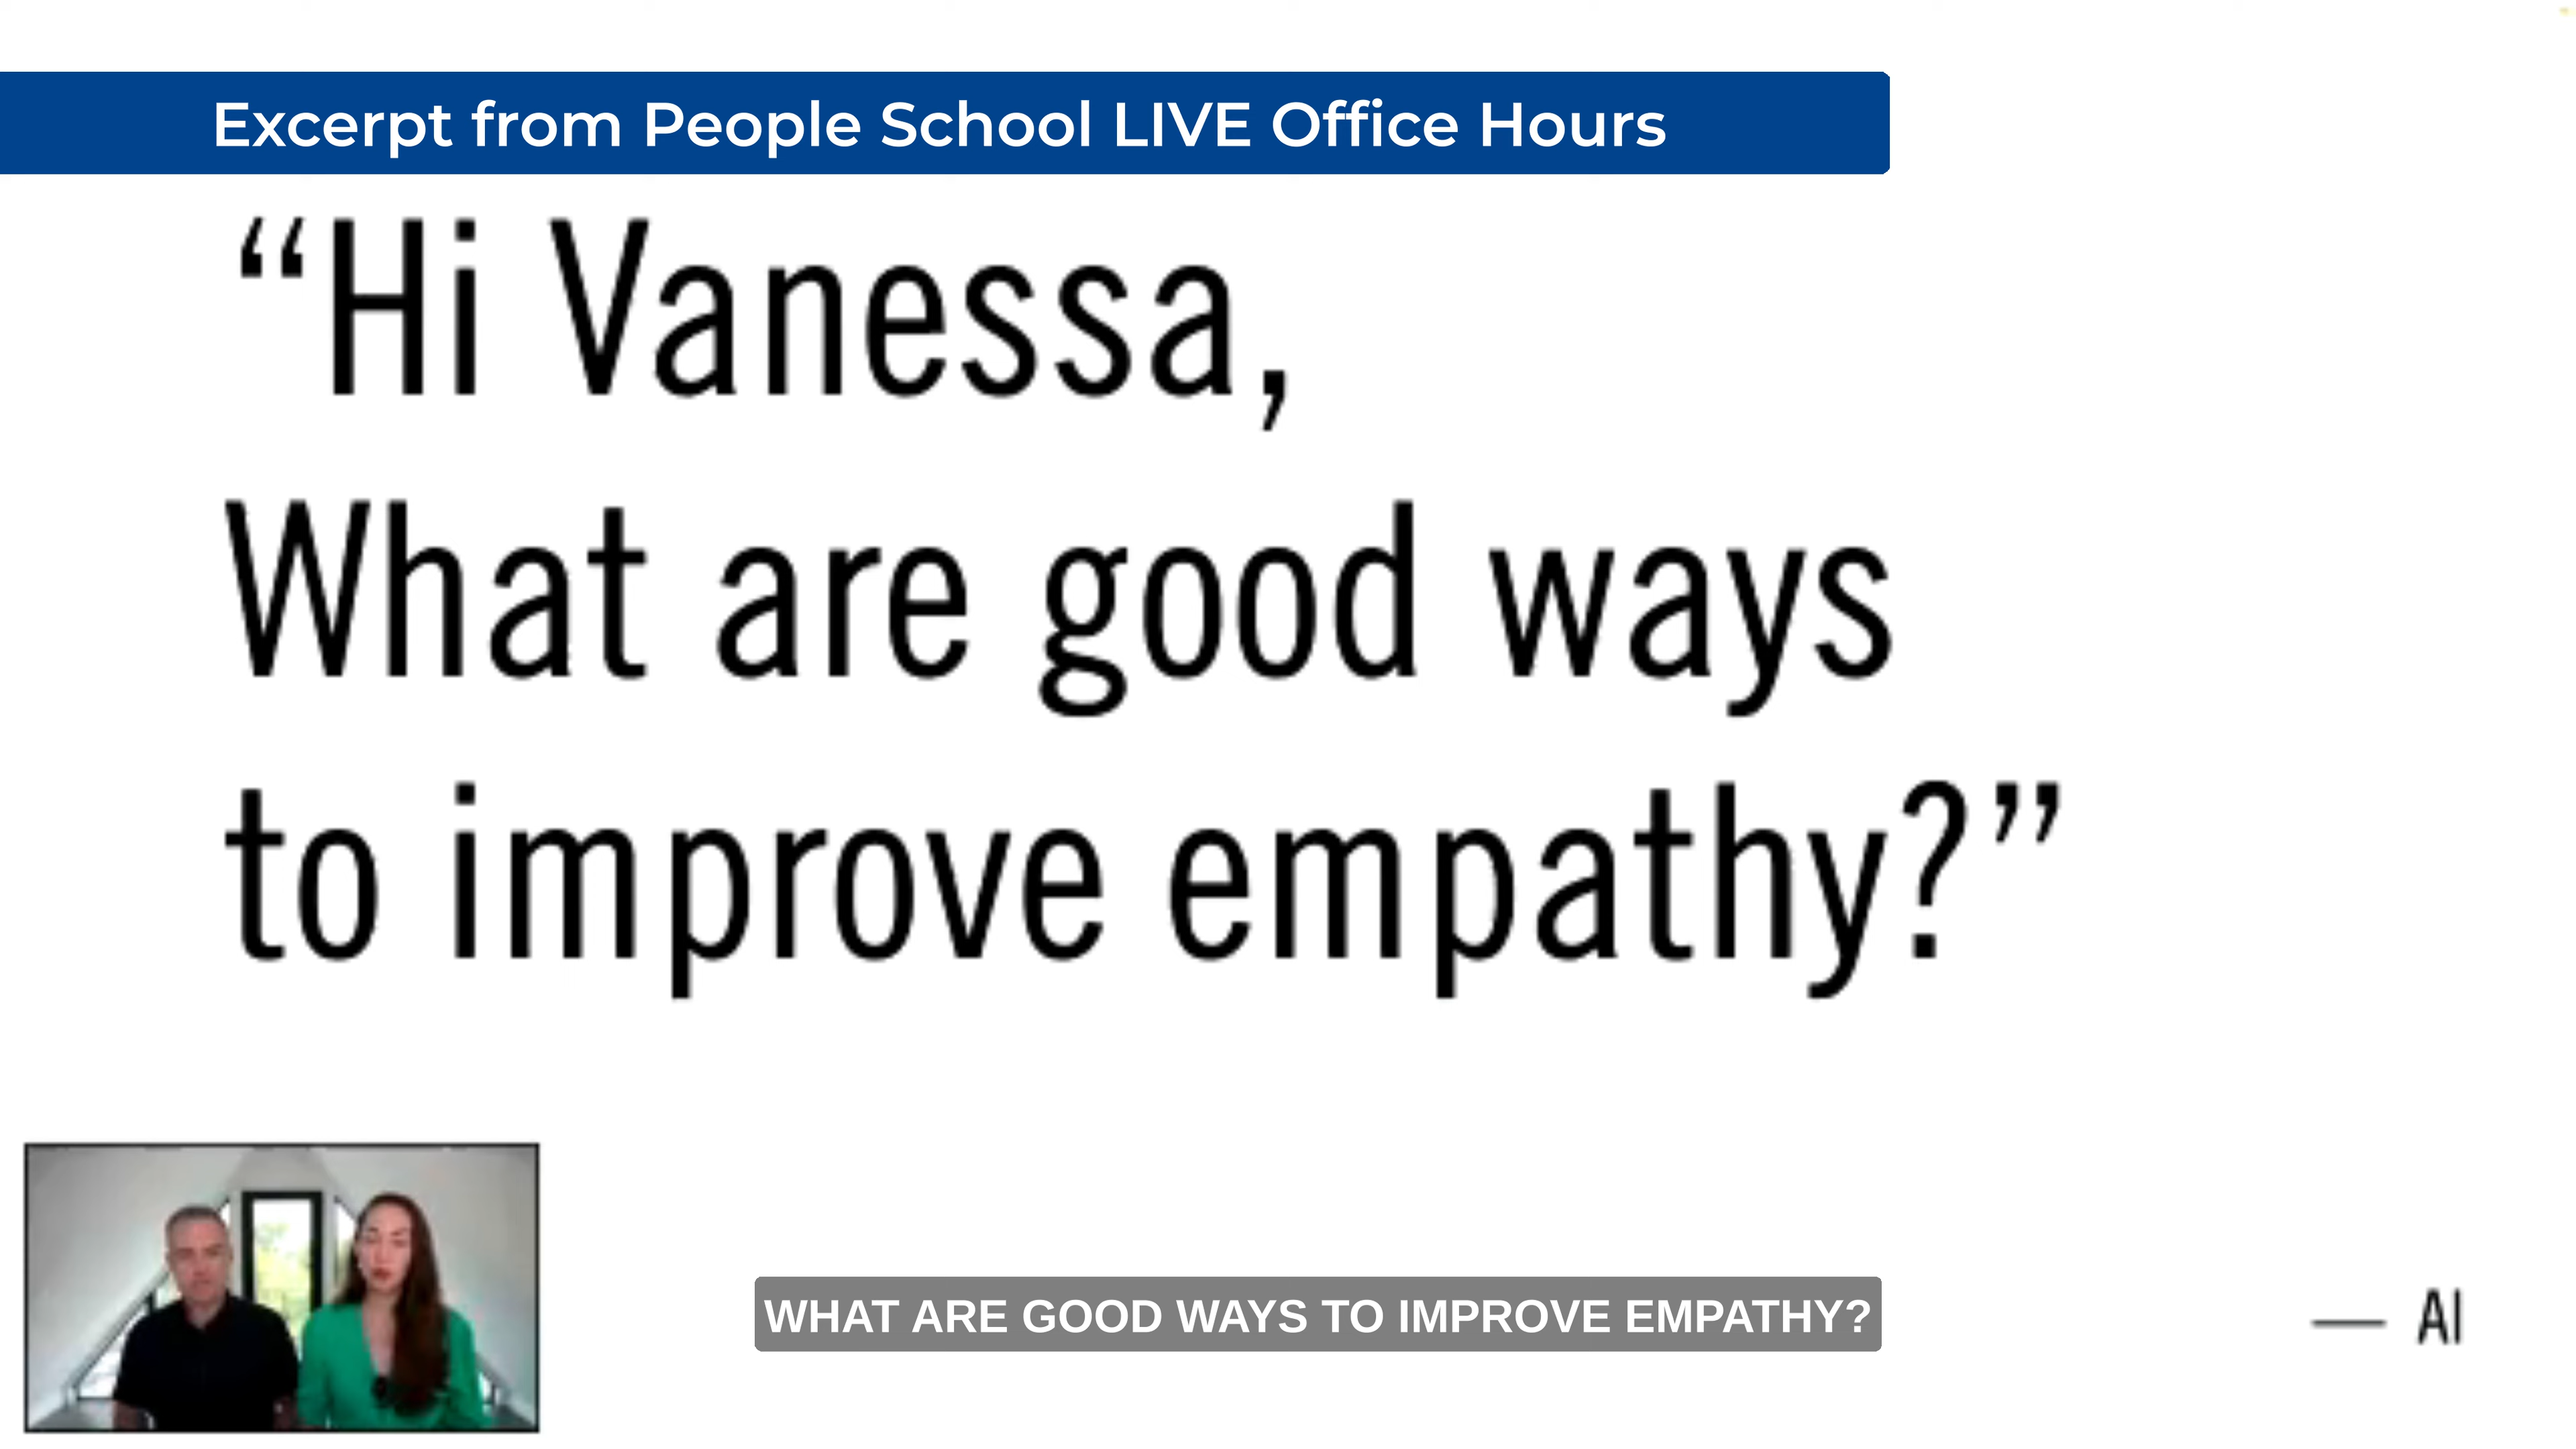 Excerpt from People School LIVE Office Hours
“Hi Vanessa,
What are good ways
to improve empathy?”
WHAT ARE GOOD WAYS TO IMPROVE EMPATHY?
— AI